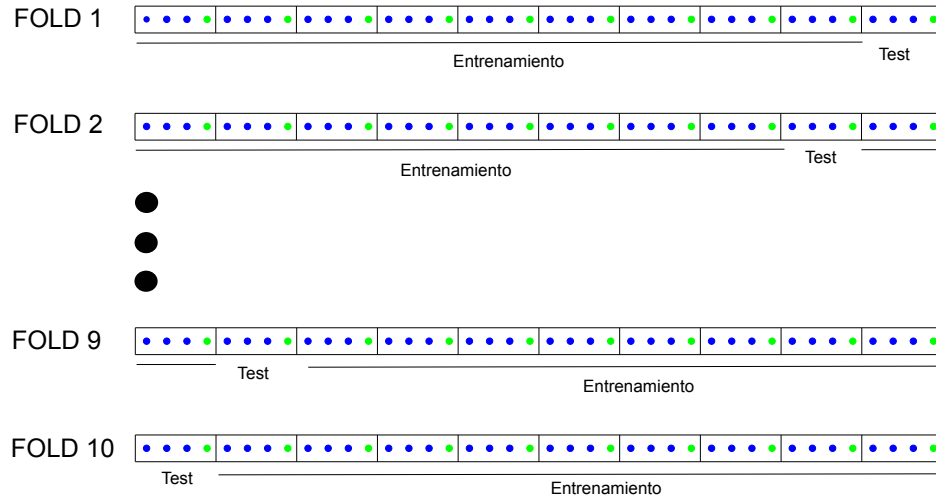 FOLD 1
Entrenamiento
Test
FOLD 2
Entrenamiento
Test
FOLD 9
Test
Entrenamiento
FOLD 10
Test
Entrenamiento